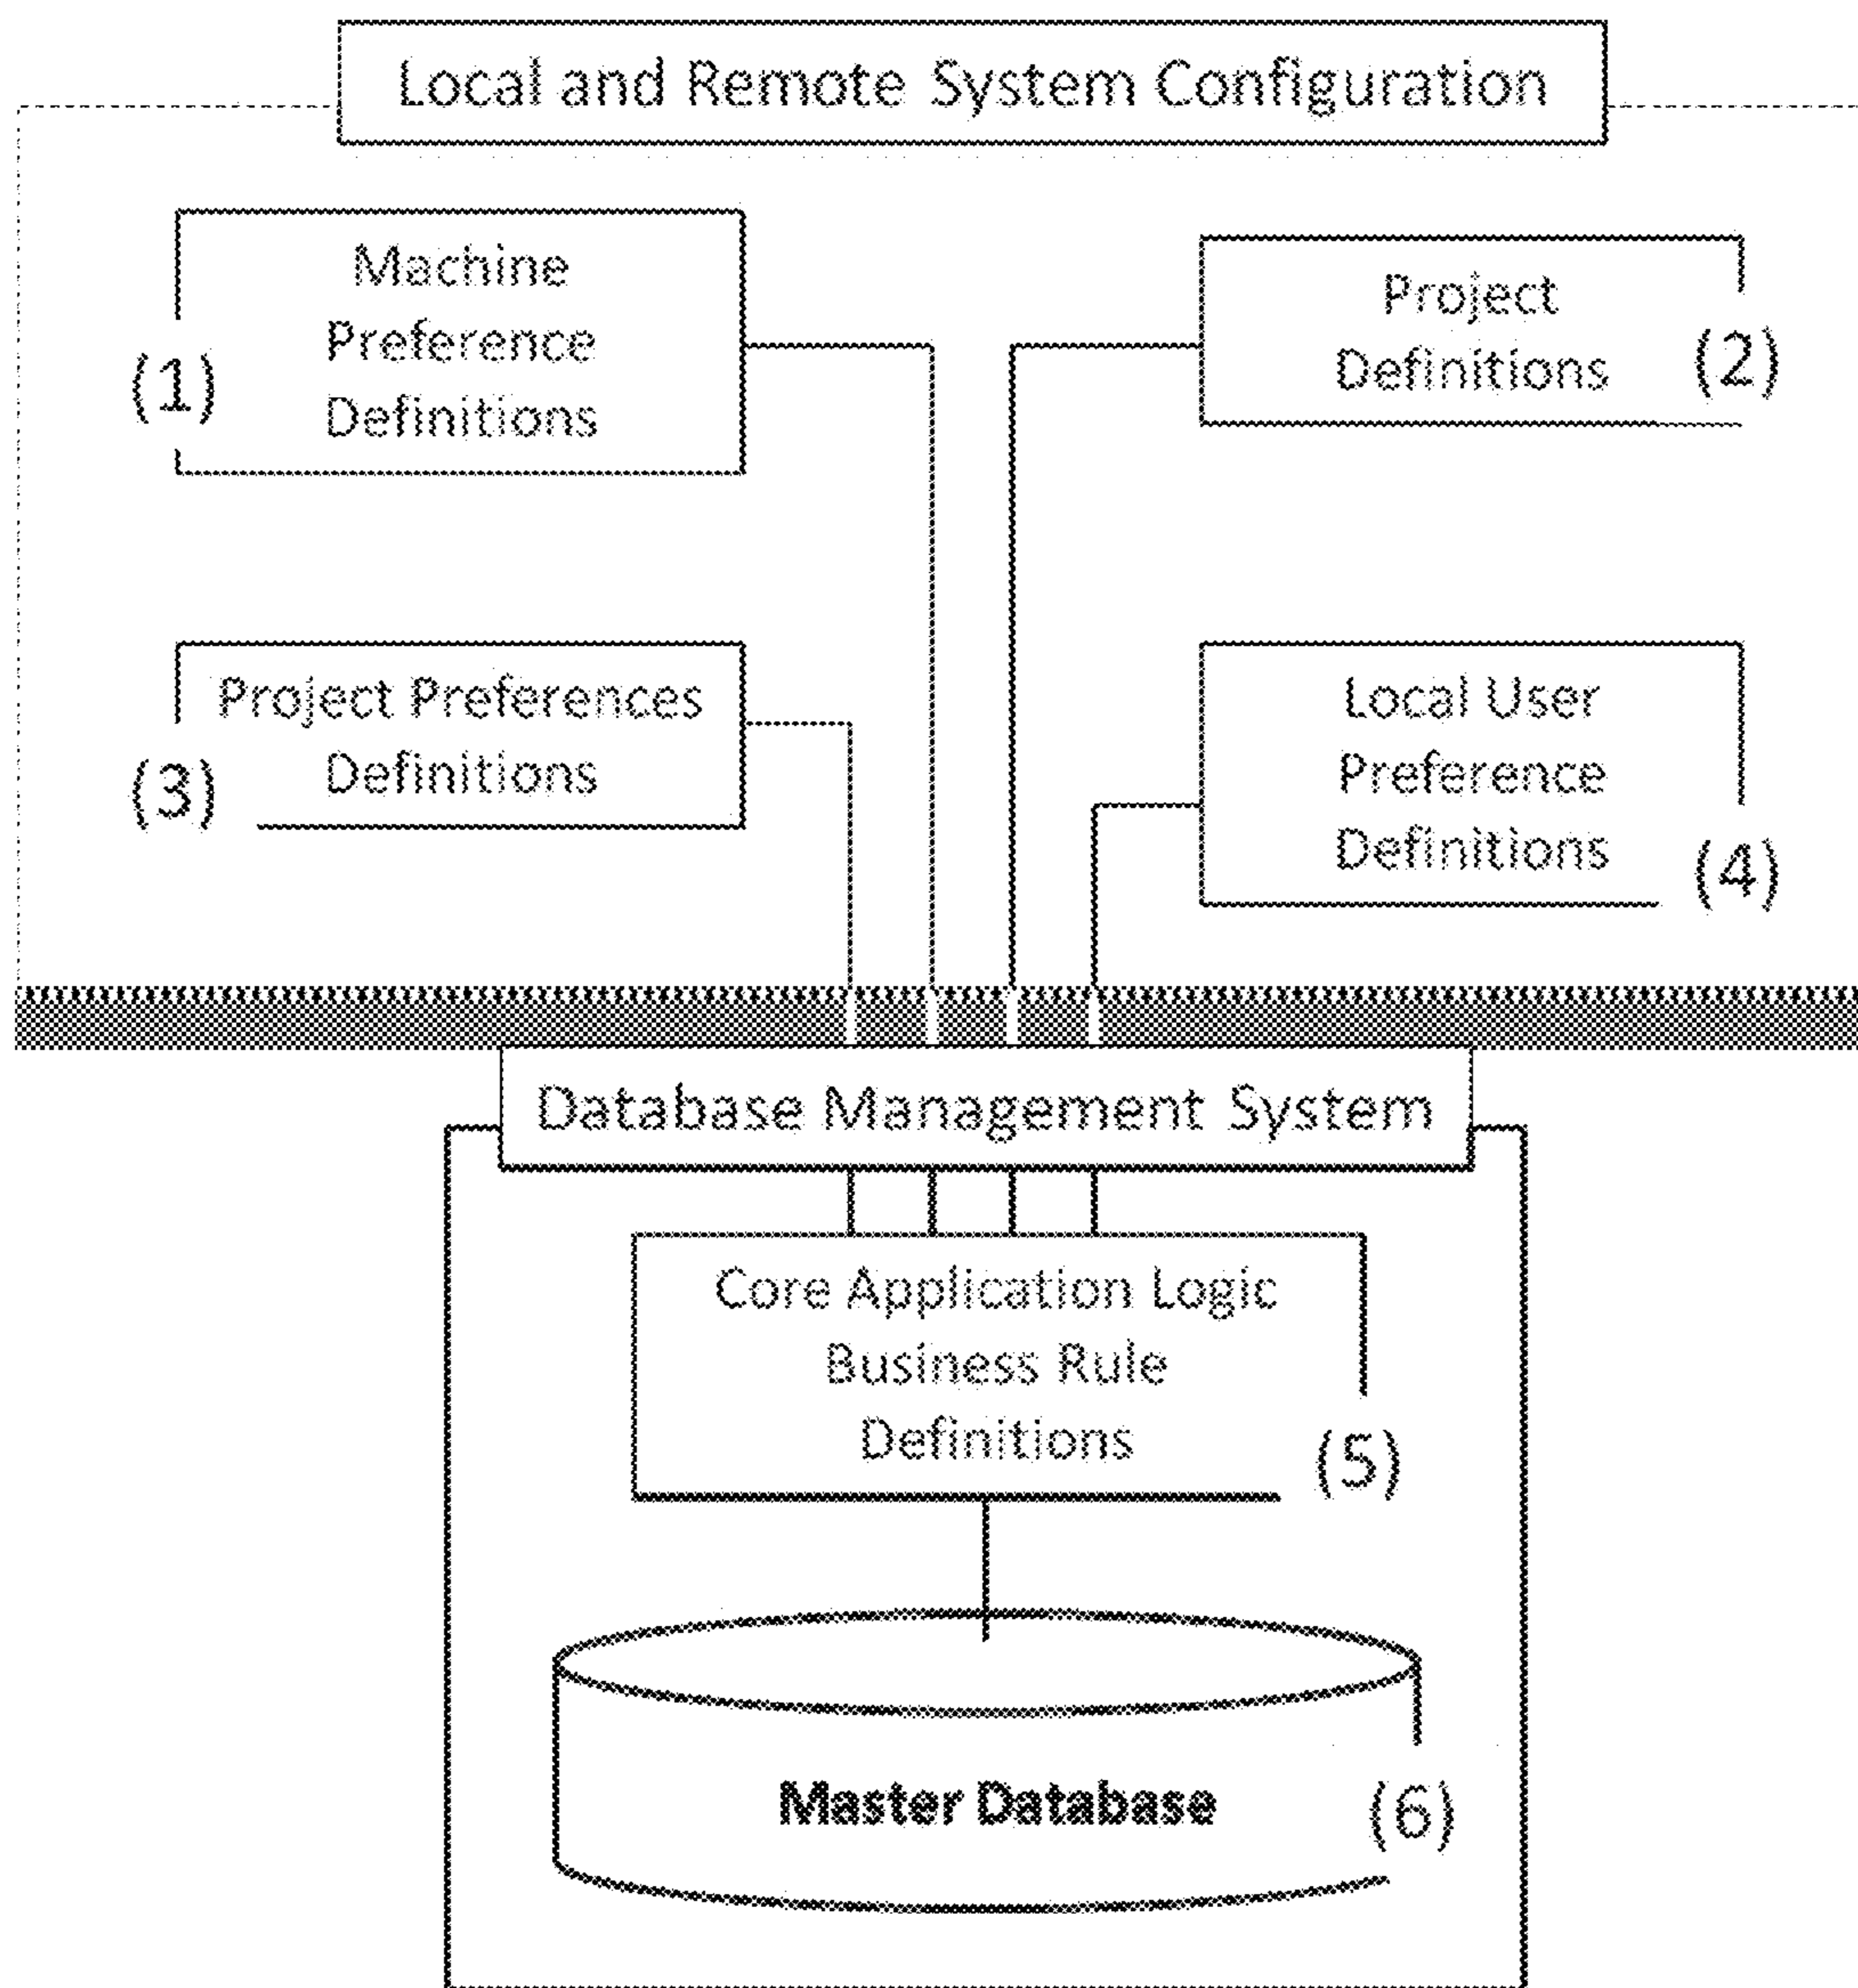 Local and Remote System Configuration
Machine
Preference
Definitions
(1)
Project
Definitions
(2)
Project Preferences
Definitions
(3)
Local User
Preference
Definitions
(4)
Database Management System
Core Application Logic
Business Rule
Definitions
(5)
Master Database
(6)